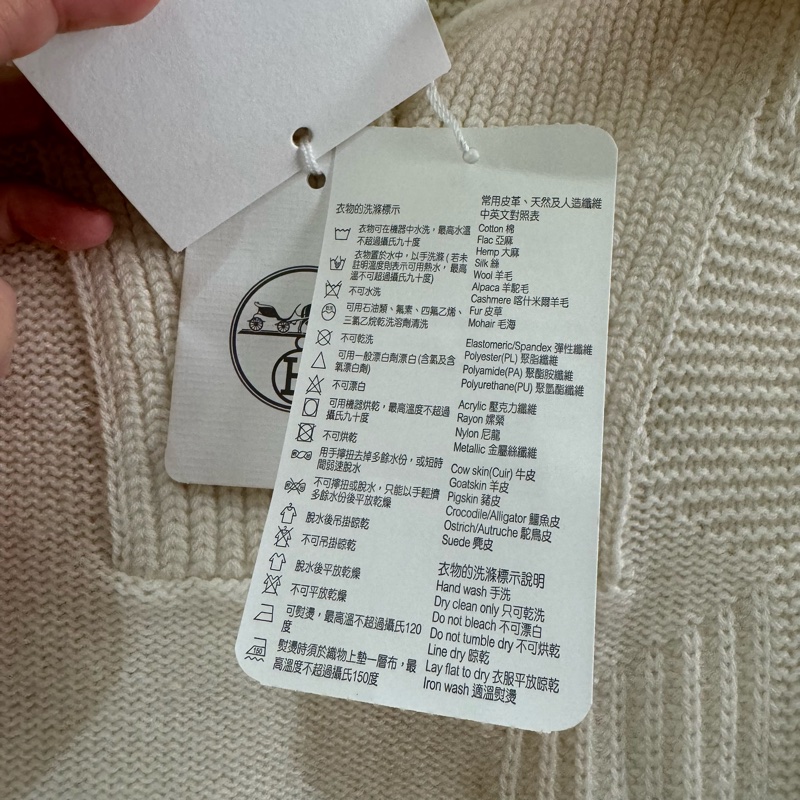 衣物的洗滌標示
衣物可在機器中水洗，最高水溫
不超過攝氏九十度
衣物置於水中，以手洗滌(若未
註明溫度則表示可用熱水，最高
溫不可超過攝氏九十度)
不可水洗
可用石油類、氟素、四氟乙烯、
三氯乙烷乾洗溶劑清洗
不可乾洗
可用一般漂白劑漂白(含氯及含
氧漂白劑)
不可漂白
可用機器烘乾，最高溫度不超過
攝氏九十度
不可烘乾
用手擰扭去掉多餘水份，或短時
間弱速脫水
不可擰扭或脫水，只能以手輕擠
多餘水份後平放乾燥
脫水後吊掛晾乾
不可吊掛晾乾
脫水後平放乾燥
不可平放乾燥
可熨燙，最高溫不超過攝氏120
度
熨燙時須於織物上墊一層布，最
高溫度不超過攝氏150度
常用皮革、天然及人造纖維
中英文對照表
Cotton 棉
Flac 亞麻
Hemp 大麻
Silk 絲
Wool 羊毛
Alpaca 羊駝毛
Cashmere 喀什米爾羊毛
Fur 皮草
Mohair 毛海
Elastomeric/Spandex 彈性纖維
Polyester(PL) 聚脂纖維
Polyamide(PA) 聚酯胺纖維
Polyurethane(PU) 聚氨酯纖維
Acrylic 壓克力纖維
Rayon 嫘縈
Nylon 尼龍
Metallic 金屬絲纖維
Cow skin(Cuir) 牛皮
Goatskin 羊皮
Pigskin 豬皮
Crocodile/Alligator 鱷魚皮
Ostrich/Autruche 鴕鳥皮
Suede 麂皮
衣物的洗滌標示說明
Hand wash 手洗
Dry clean only 只可乾洗
Do not bleach 不可漂白
Do not tumble dry 不可烘乾
Line dry 晾乾
Lay flat to dry 衣服平放晾乾
Iron wash 適溫熨燙